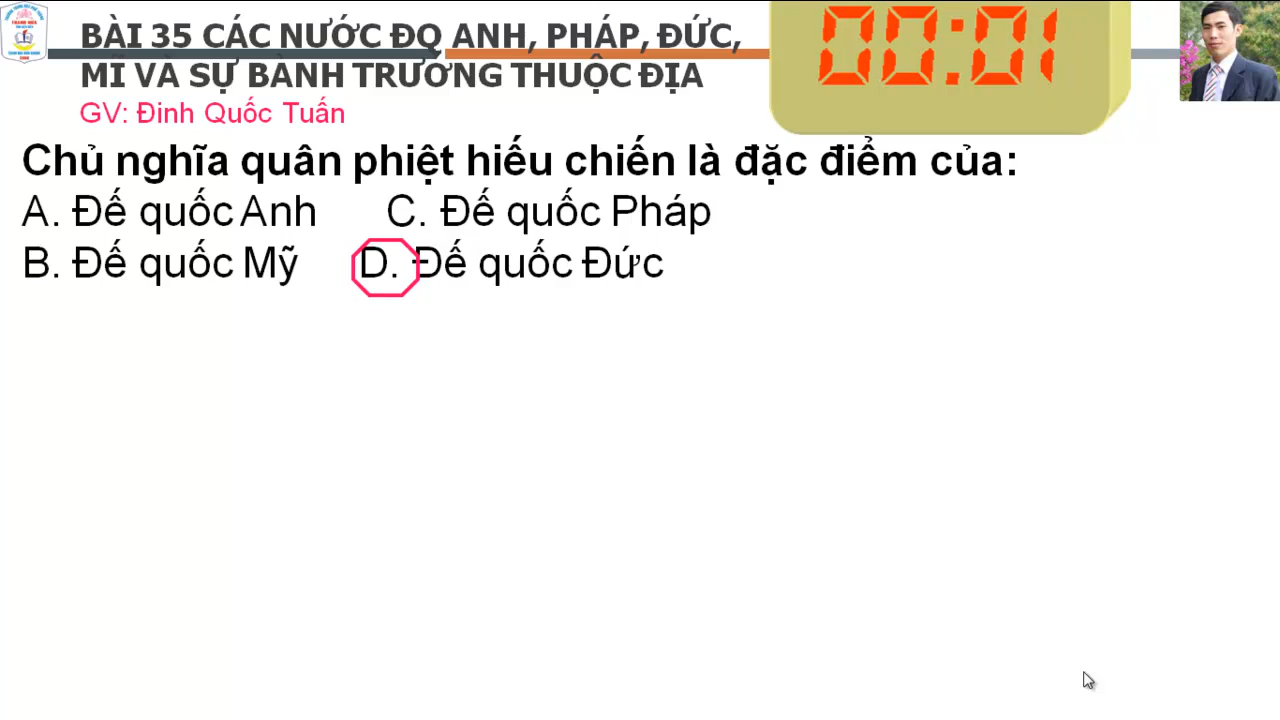 BÀI 35 CÁC NƯỚC ĐQ ANH, PHÁP, ĐỨC,
MĨ VÀ SỰ BÀNH TRƯỚNG THUỘC ĐỊA
GV: Đinh Quốc Tuấn
00:01
Chủ nghĩa quân phiệt hiếu chiến là đặc điểm của:
A. Đế quốc Anh C. Đế quốc Pháp
B. Đế quốc Mỹ D. Đế quốc Đức